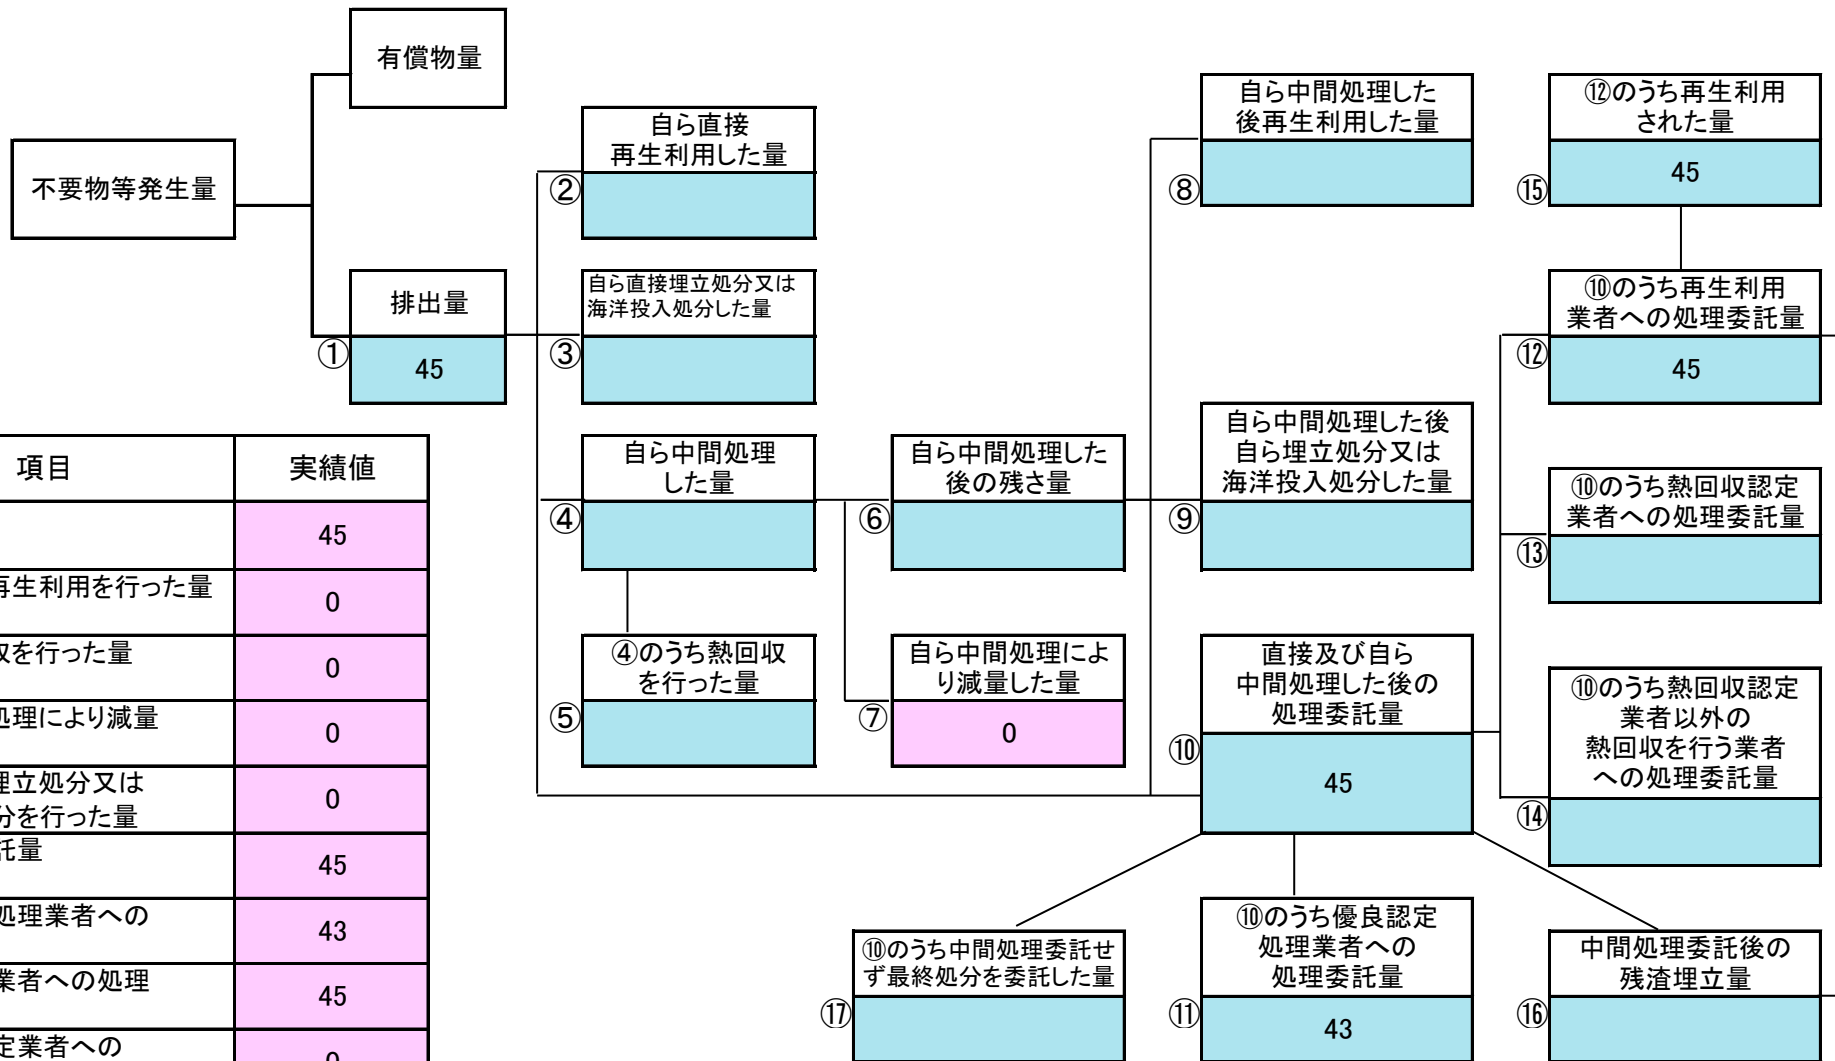 有償物量
不要物等発生量
排出量
①
45
自ら直接
再生利用した量
②
自ら直接埋立処分又は
海洋投入処分した量
③
自ら中間処理
した量
④
④のうち熱回収
を行った量
⑤
自ら中間処理した
後の残さ量
⑥
自ら中間処理によ
り減量した量
⑦
0
自ら中間処理した
後再生利用した量
⑧
自ら中間処理した後
自ら埋立処分又は
海洋投入処分した量
⑨
直接及び自ら
中間処理した後の
処理委託量
⑩
45
⑫のうち再生利用
された量
⑮
45
⑩のうち再生利用
業者への処理委託量
⑫
45
⑩のうち熱回収認定
業者への処理委託量
⑬
⑩のうち熱回収認定
業者以外の
熱回収を行う業者
への処理委託量
⑭
⑩のうち中間処理委託せ
ず最終処分を委託した量
⑰
⑩のうち優良認定
処理業者への
処理委託量
⑪
43
中間処理委託後の
残渣埋立量
⑯
項目 実績値
45
再生利用を行った量
0
を行った量
0
処理により減量
0
埋立処分又は
分を行った量
0
託量
45
処理業者への
43
業者への処理
45
定業者への
0